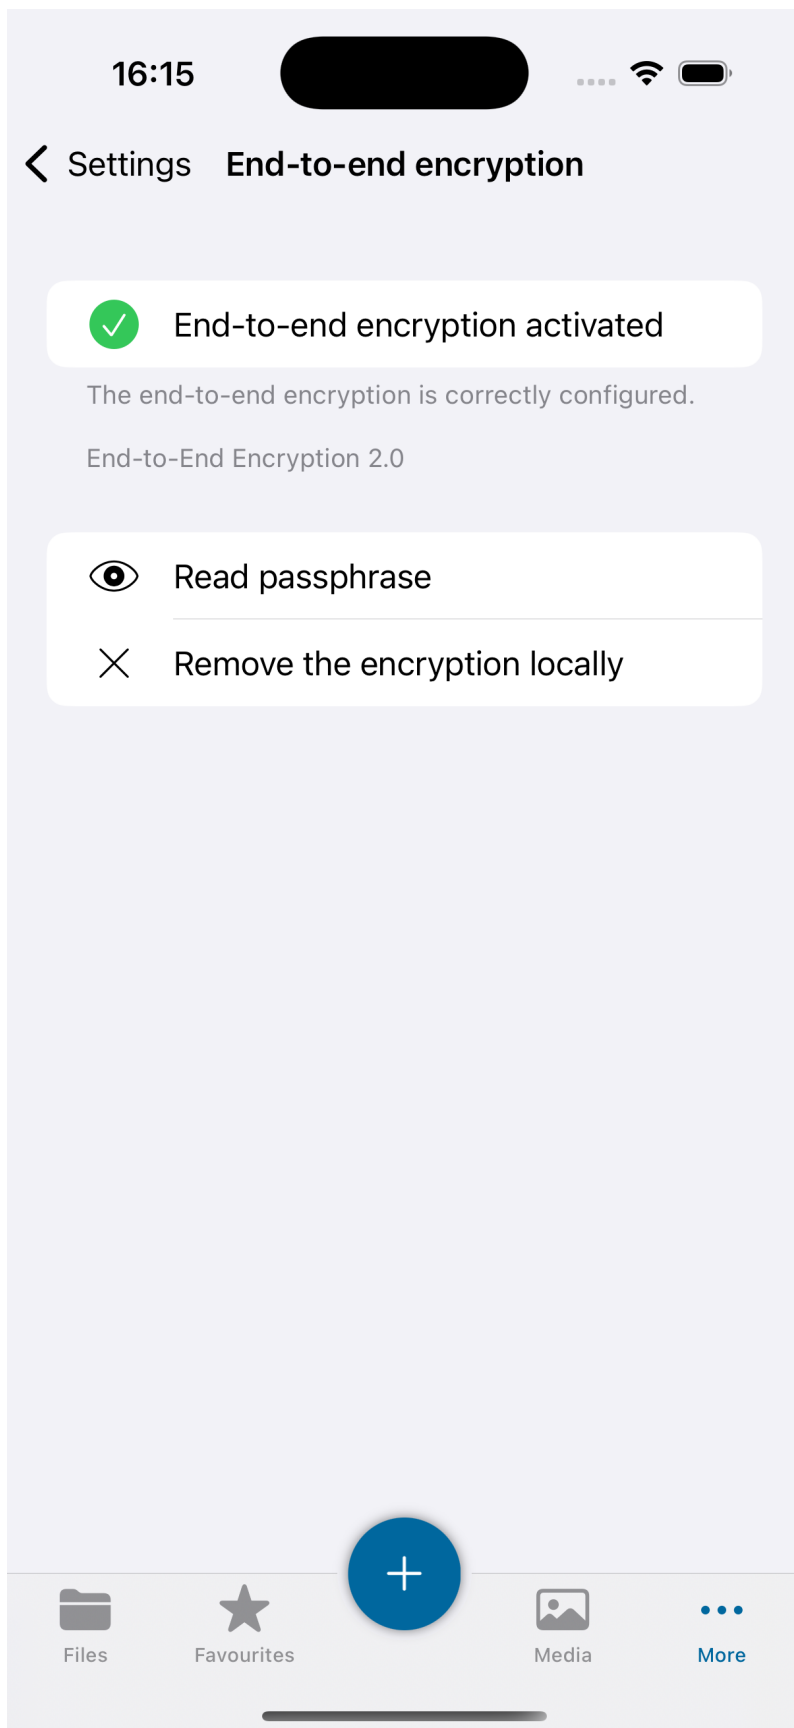 16:15
Settings End-to-end encryption
End-to-end encryption activated
The end-to-end encryption is correctly configured.
End-to-End Encryption 2.0
Read passphrase
Remove the encryption locally
Files Favourites Media More